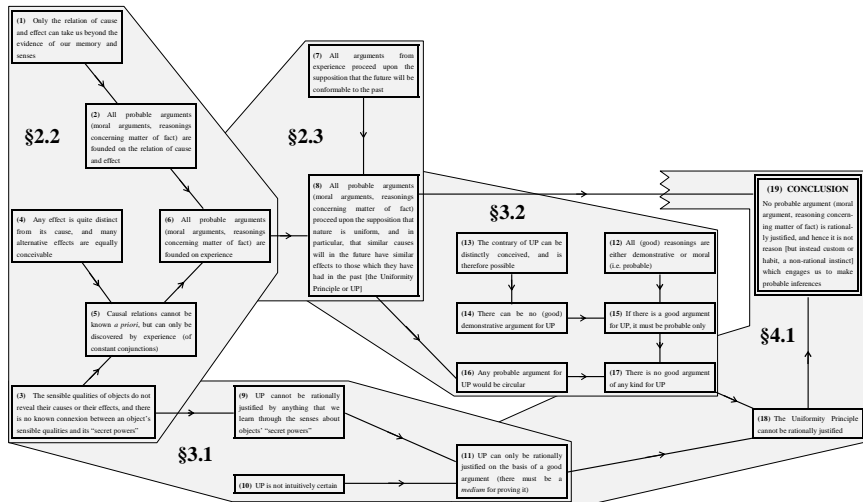 (1) Only the relation of cause
and effect can take us beyond the
evidence of our memory and
senses
(7) All arguments from
experience proceed upon the
supposition that the future will be
conformable to the past
§2.2
(2) All probable arguments
(moral arguments, reasonings
concerning matter of fact) are
founded on the relation of cause
and effect
§2.3
(4) Any effect is quite distinct
from its cause, and many
alternative effects are equally
conceivable
(6) All probable arguments
(moral arguments, reasonings
concerning matter of fact) are
founded on experience
(8) All probable arguments
(moral arguments, reasonings
concerning matter of fact)
proceed upon the supposition that
nature is uniform, and in
particular, that similar causes
will in the future have similar
effects to those which they have
had in the past [the Uniformity
Principle or UP]
§3.2
(13) The contrary of UP can be
distinctly conceived, and is
therefore possible
(12) All (good) reasonings are
either demonstrative or moral
(i.e. probable)
(19) CONCLUSION
No probable argument (moral
argument, reasoning concern-
ing matter of fact) is rational-
ly justified, and hence it is not
reason [but instead custom or
habit, a non-rational instinct]
which engages us to make
probable inferences
(5) Causal relations cannot be
known a priori, but can only be
discovered by experience (of
constant conjunctions)
(14) There can be no (good)
demonstrative argument for UP
(15) If there is a good argument
for UP, it must be probable only
§4.1
(3) The sensible qualities of objects do not
reveal their causes or their effects, and there
is no known connexion between an object's
sensible qualities and its “secret powers”
(9) UP cannot be rationally
justified by anything that we
learn through the senses about
objects' “secret powers”
(16) Any probable argument for
UP would be circular
(17) There is no good argument
of any kind for UP
(18) The Uniformity Principle
cannot be rationally justified
§3.1
(10) UP is not intuitively certain
(11) UP can only be rationally
justified on the basis of a good
argument (there must be a
medium for proving it)